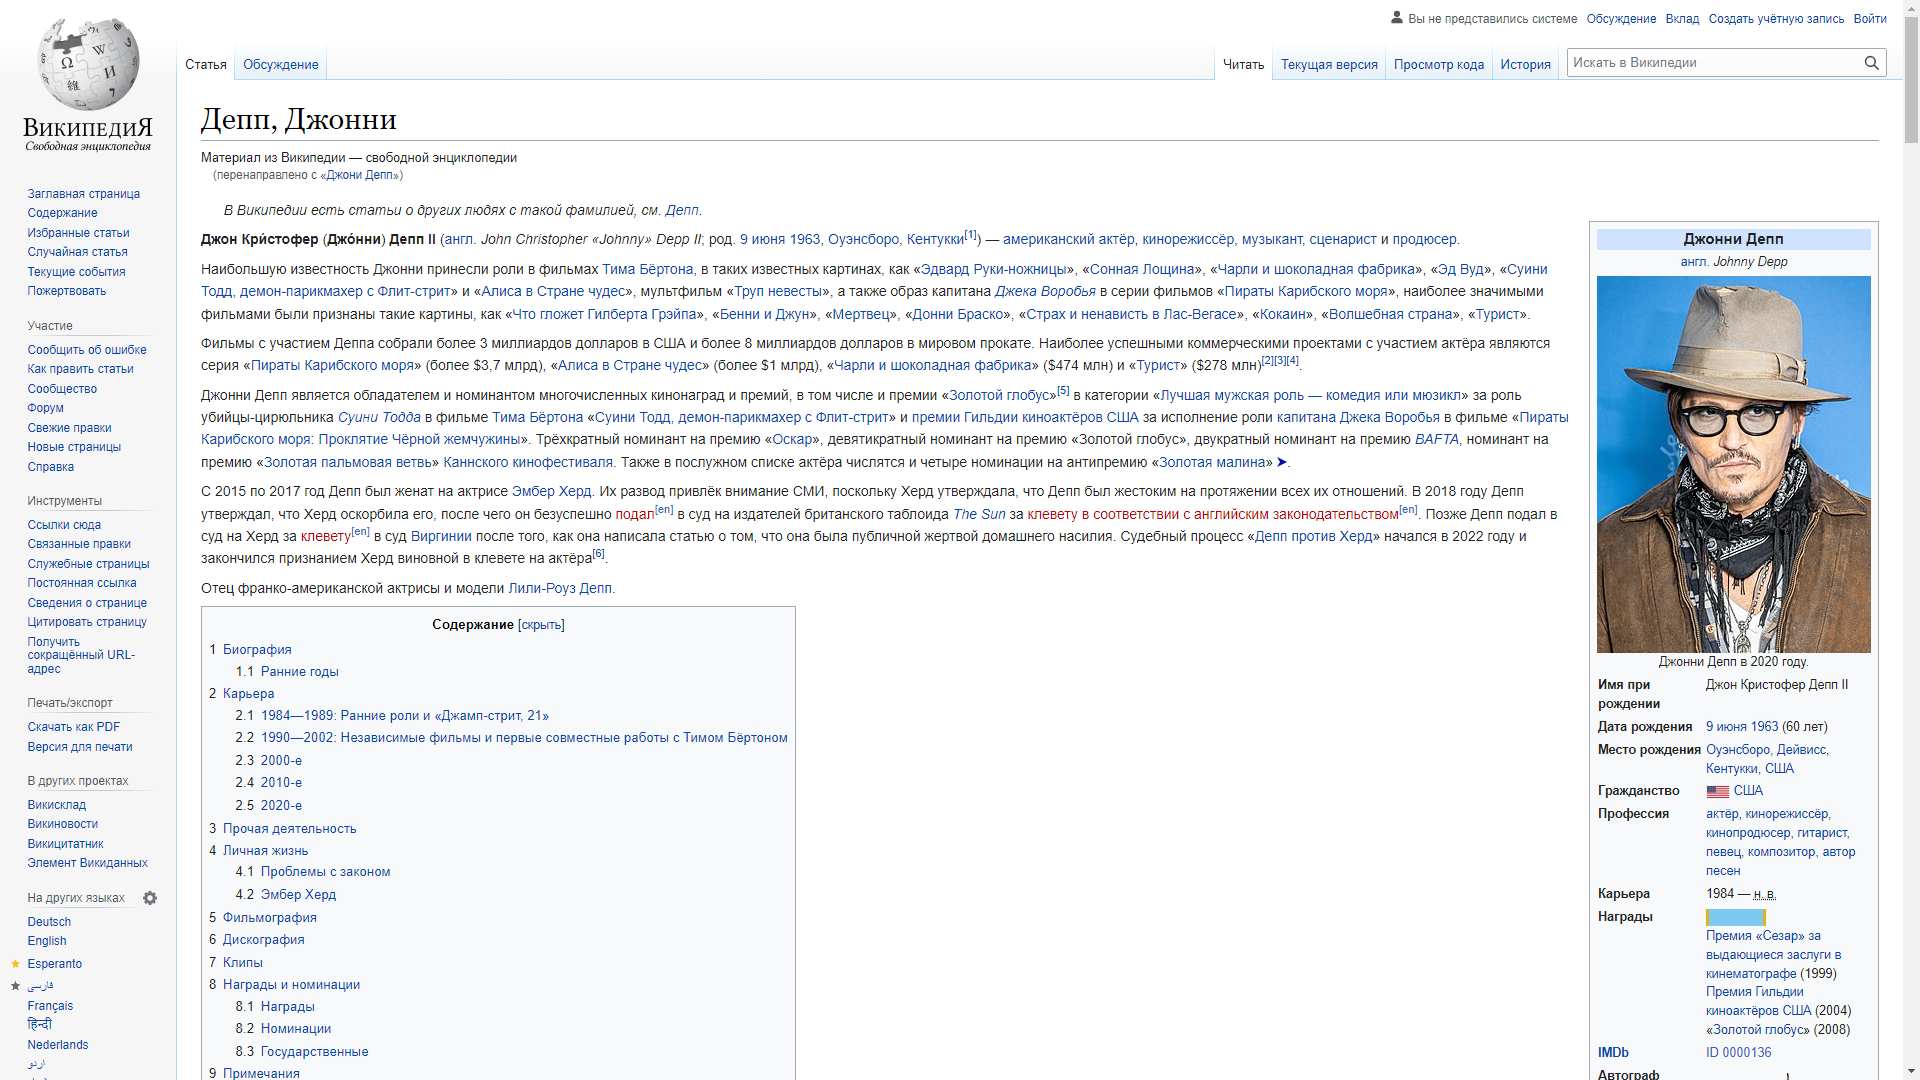 Вы не представились системе Обсуждение Вклад Создать учётную запись Войти
Статья Обсуждение Читать Текущая версия Просмотр кода История Искать в Википедии
ВикипедиЯ
Свободная энциклопедия
Заглавная страница
Содержание
Избранные статьи
Случайная статья
Текущие события
Пожертвовать
Участие
Сообщить об ошибке
Как править статьи
Сообщество
Форум
Свежие правки
Новые страницы
Справка
Инструменты
Ссылки сюда
Связанные правки
Служебные страницы
Постоянная ссылка
Сведения о странице
Цитировать страницу
Получить
сокращённый URL-
адрес
Печать/экспорт
Скачать как PDF
Версия для печати
В других проектах
Викисклад
Викиновости
Викицитатник
Элемент Викиданных
На других языках
Deutsch
English
Esperanto
فارسی
Français
हिन्दी
Nederlands
اردو
Депп, Джонни
Материал из Википедии — свободной энциклопедии
(перенаправлено с «Джони Депп»)
В Википедии есть статьи о других людях с такой фамилией, см. Депп.
Джон Кри́стофер (Джо́нни) Депп II (англ. John Christopher «Johnny» Depp II; род. 9 июня 1963, Оуэнсборо, Кентукки[1]) — американский актёр, кинорежиссёр, музыкант, сценарист и продюсер.
Наибольшую известность Джонни принесли роли в фильмах Тима Бёртона, в таких известных картинах, как «Эдвард Руки-ножницы», «Сонная Лощина», «Чарли и шоколадная фабрика», «Эд Вуд», «Суини
Тодд, демон-парикмахер с Флит-стрит» и «Алиса в Стране чудес», мультфильм «Труп невесты», а также образ капитана Джека Воробья в серии фильмов «Пираты Карибского моря», наиболее значимыми
фильмами были признаны такие картины, как «Что гложет Гилберта Грэйпа», «Бенни и Джун», «Мертвец», «Донни Браско», «Страх и ненависть в Лас-Вегасе», «Кокаин», «Волшебная страна», «Турист».
Фильмы с участием Деппа собрали более 3 миллиардов долларов в США и более 8 миллиардов долларов в мировом прокате. Наиболее успешными коммерческими проектами с участием актёра являются
серия «Пираты Карибского моря» (более $3,7 млрд), «Алиса в Стране чудес» (более $1 млрд), «Чарли и шоколадная фабрика» ($474 млн) и «Турист» ($278 млн)[2][3][4].
Джонни Депп является обладателем и номинантом многочисленных кинонаград и премий, в том числе и премии «Золотой глобус»[5] в категории «Лучшая мужская роль — комедия или мюзикл» за роль
убийцы-цирюльника Суини Тодда в фильме Тима Бёртона «Суини Тодд, демон-парикмахер с Флит-стрит» и премии Гильдии киноактёров США за исполнение роли капитана Джека Воробья в фильме «Пираты
Карибского моря: Проклятие Чёрной жемчужины». Трёхкратный номинант на премию «Оскар», девятикратный номинант на премию «Золотой глобус», двукратный номинант на премию BAFTA, номинант на
премию «Золотая пальмовая ветвь» Каннского кинофестиваля. Также в послужном списке актёра числятся и четыре номинации на антипремию «Золотая малина» ➤.
С 2015 по 2017 год Депп был женат на актрисе Эмбер Херд. Их развод привлёк внимание СМИ, поскольку Херд утверждала, что Депп был жестоким на протяжении всех их отношений. В 2018 году Депп
утверждал, что Херд оскорбила его, после чего он безуспешно подал[en] в суд на издателей британского таблоида The Sun за клевету в соответствии с английским законодательством[en]. Позже Депп подал в
суд на Херд за клевету[en] в суд Виргинии после того, как она написала статью о том, что она была публичной жертвой домашнего насилия. Судебный процесс «Депп против Херд» начался в 2022 году и
закончился признанием Херд виновной в клевете на актёра[6].
Отец франко-американской актрисы и модели Лили-Роуз Депп.
Содержание [скрыть]
1 Биография
1.1 Ранние годы
2 Карьера
2.1 1984—1989: Ранние роли и «Джамп-стрит, 21»
2.2 1990—2002: Независимые фильмы и первые совместные работы с Тимом Бёртоном
2.3 2000-е
2.4 2010-е
2.5 2020-е
3 Прочая деятельность
4 Личная жизнь
4.1 Проблемы с законом
4.2 Эмбер Херд
5 Фильмография
6 Дискография
7 Клипы
8 Награды и номинации
8.1 Награды
8.2 Номинации
8.3 Государственные
9 Примечания
Джонни Депп
англ. Johnny Depp
Джонни Депп в 2020 году.
Имя при рождении Джон Кристофер Депп II
Дата рождения 9 июня 1963 (60 лет)
Место рождения Оуэнсборо, Дейвисс,
Кентукки, США
Гражданство США
Профессия актёр, кинорежиссёр,
кинопродюсер, гитарист,
певец, композитор, автор
песен
Карьера 1984 — н. в.
Награды
Премия «Сезар» за
выдающиеся заслуги в
кинематографе (1999)
Премия Гильдии
киноактёров США (2004)
«Золотой глобус» (2008)
IMDb ID 0000136
Автограф